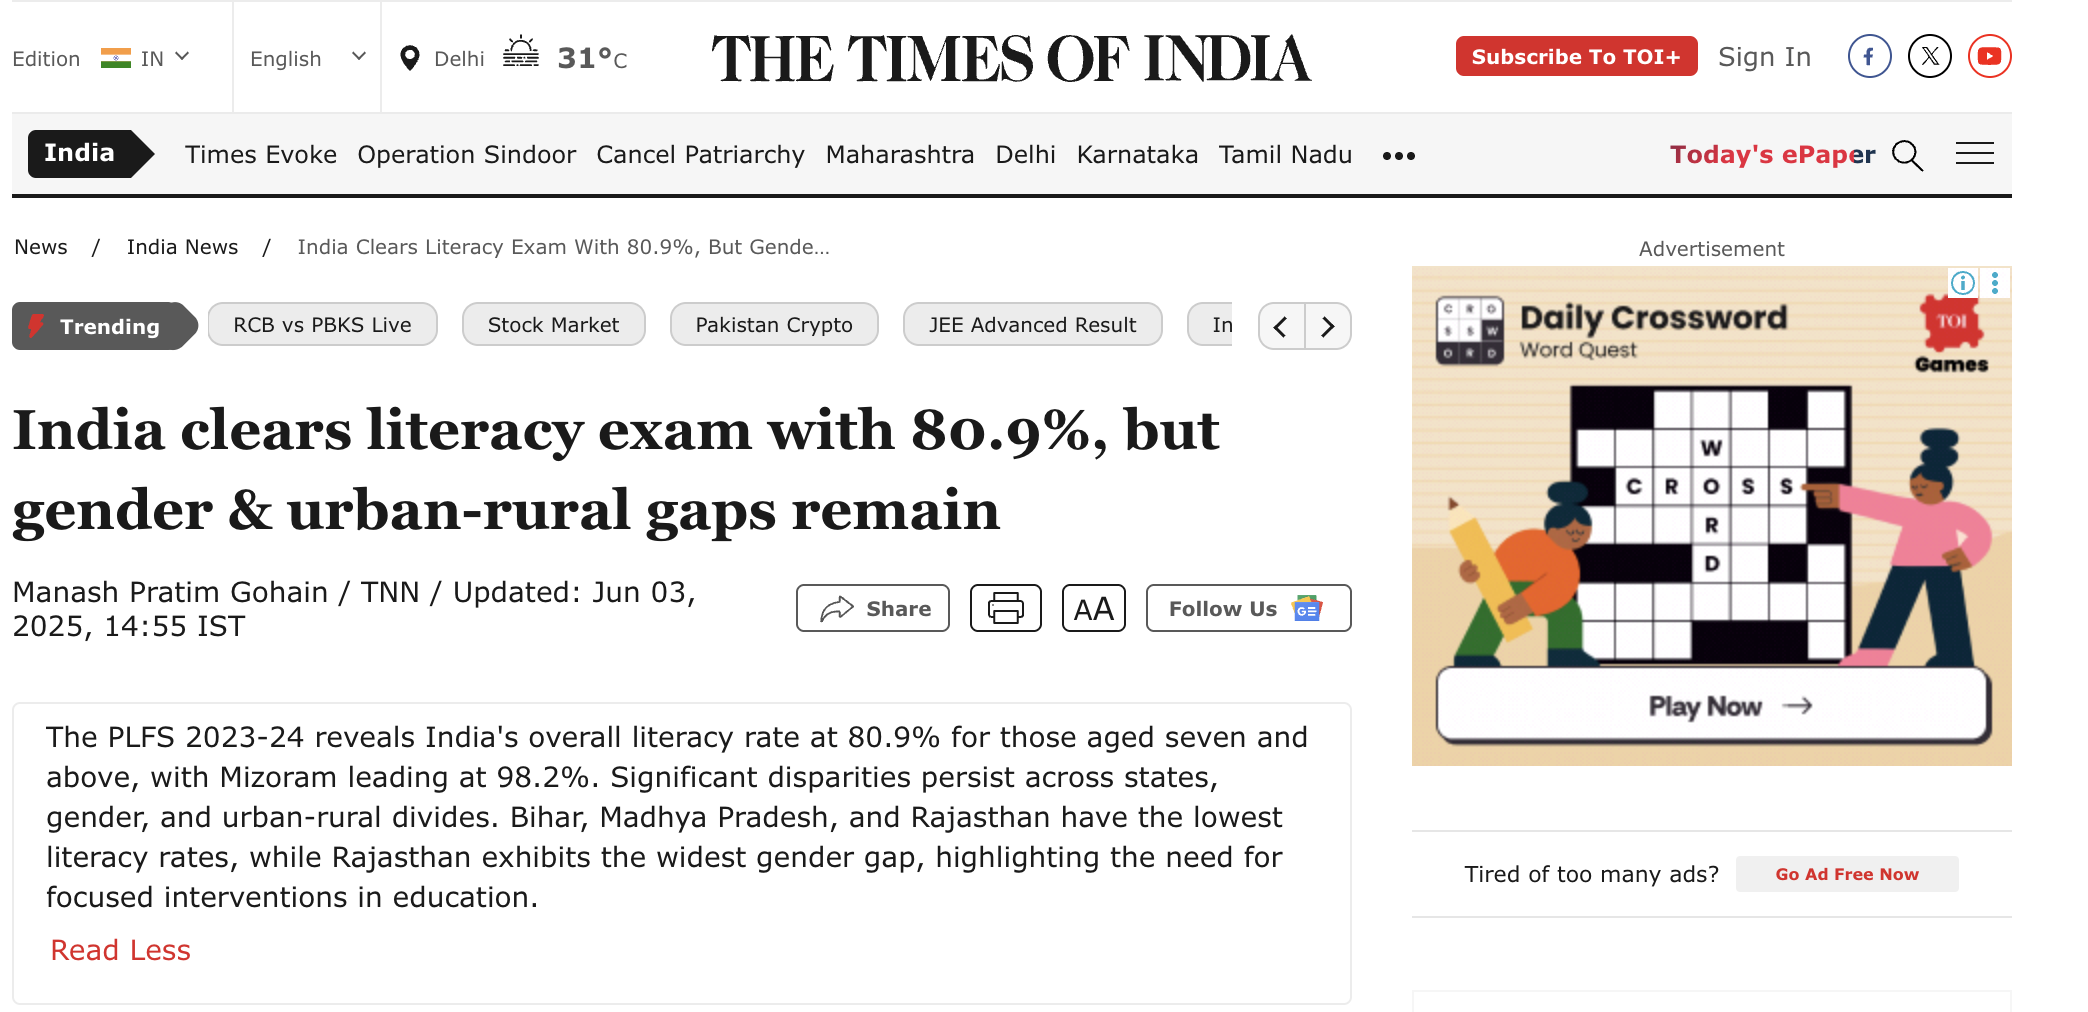 Edition IN
English
Delhi 31°C
THE TIMES OF INDIA
Subscribe To TOI+
Sign In
India
Times Evoke Operation Sindoor Cancel Patriarchy Maharashtra Delhi Karnataka Tamil Nadu •••
Today's ePaper
News / India News / India Clears Literacy Exam With 80.9%, But Gende...
Trending
RCB vs PBKS Live
Stock Market
Pakistan Crypto
JEE Advanced Result
In
India clears literacy exam with 80.9%, but
gender & urban-rural gaps remain
Manash Pratim Gohain / TNN / Updated: Jun 03,
2025, 14:55 IST
Share
AA
Follow Us GE
The PLFS 2023-24 reveals India's overall literacy rate at 80.9% for those aged seven and
above, with Mizoram leading at 98.2%. Significant disparities persist across states,
gender, and urban-rural divides. Bihar, Madhya Pradesh, and Rajasthan have the lowest
literacy rates, while Rajasthan exhibits the widest gender gap, highlighting the need for
focused interventions in education.
Read Less
Advertisement
C R O
S S W
O R D
Daily Crossword
Word Quest
TOI
Games
W
C R O S S
R
D
Play Now →
Tired of too many ads?
Go Ad Free Now